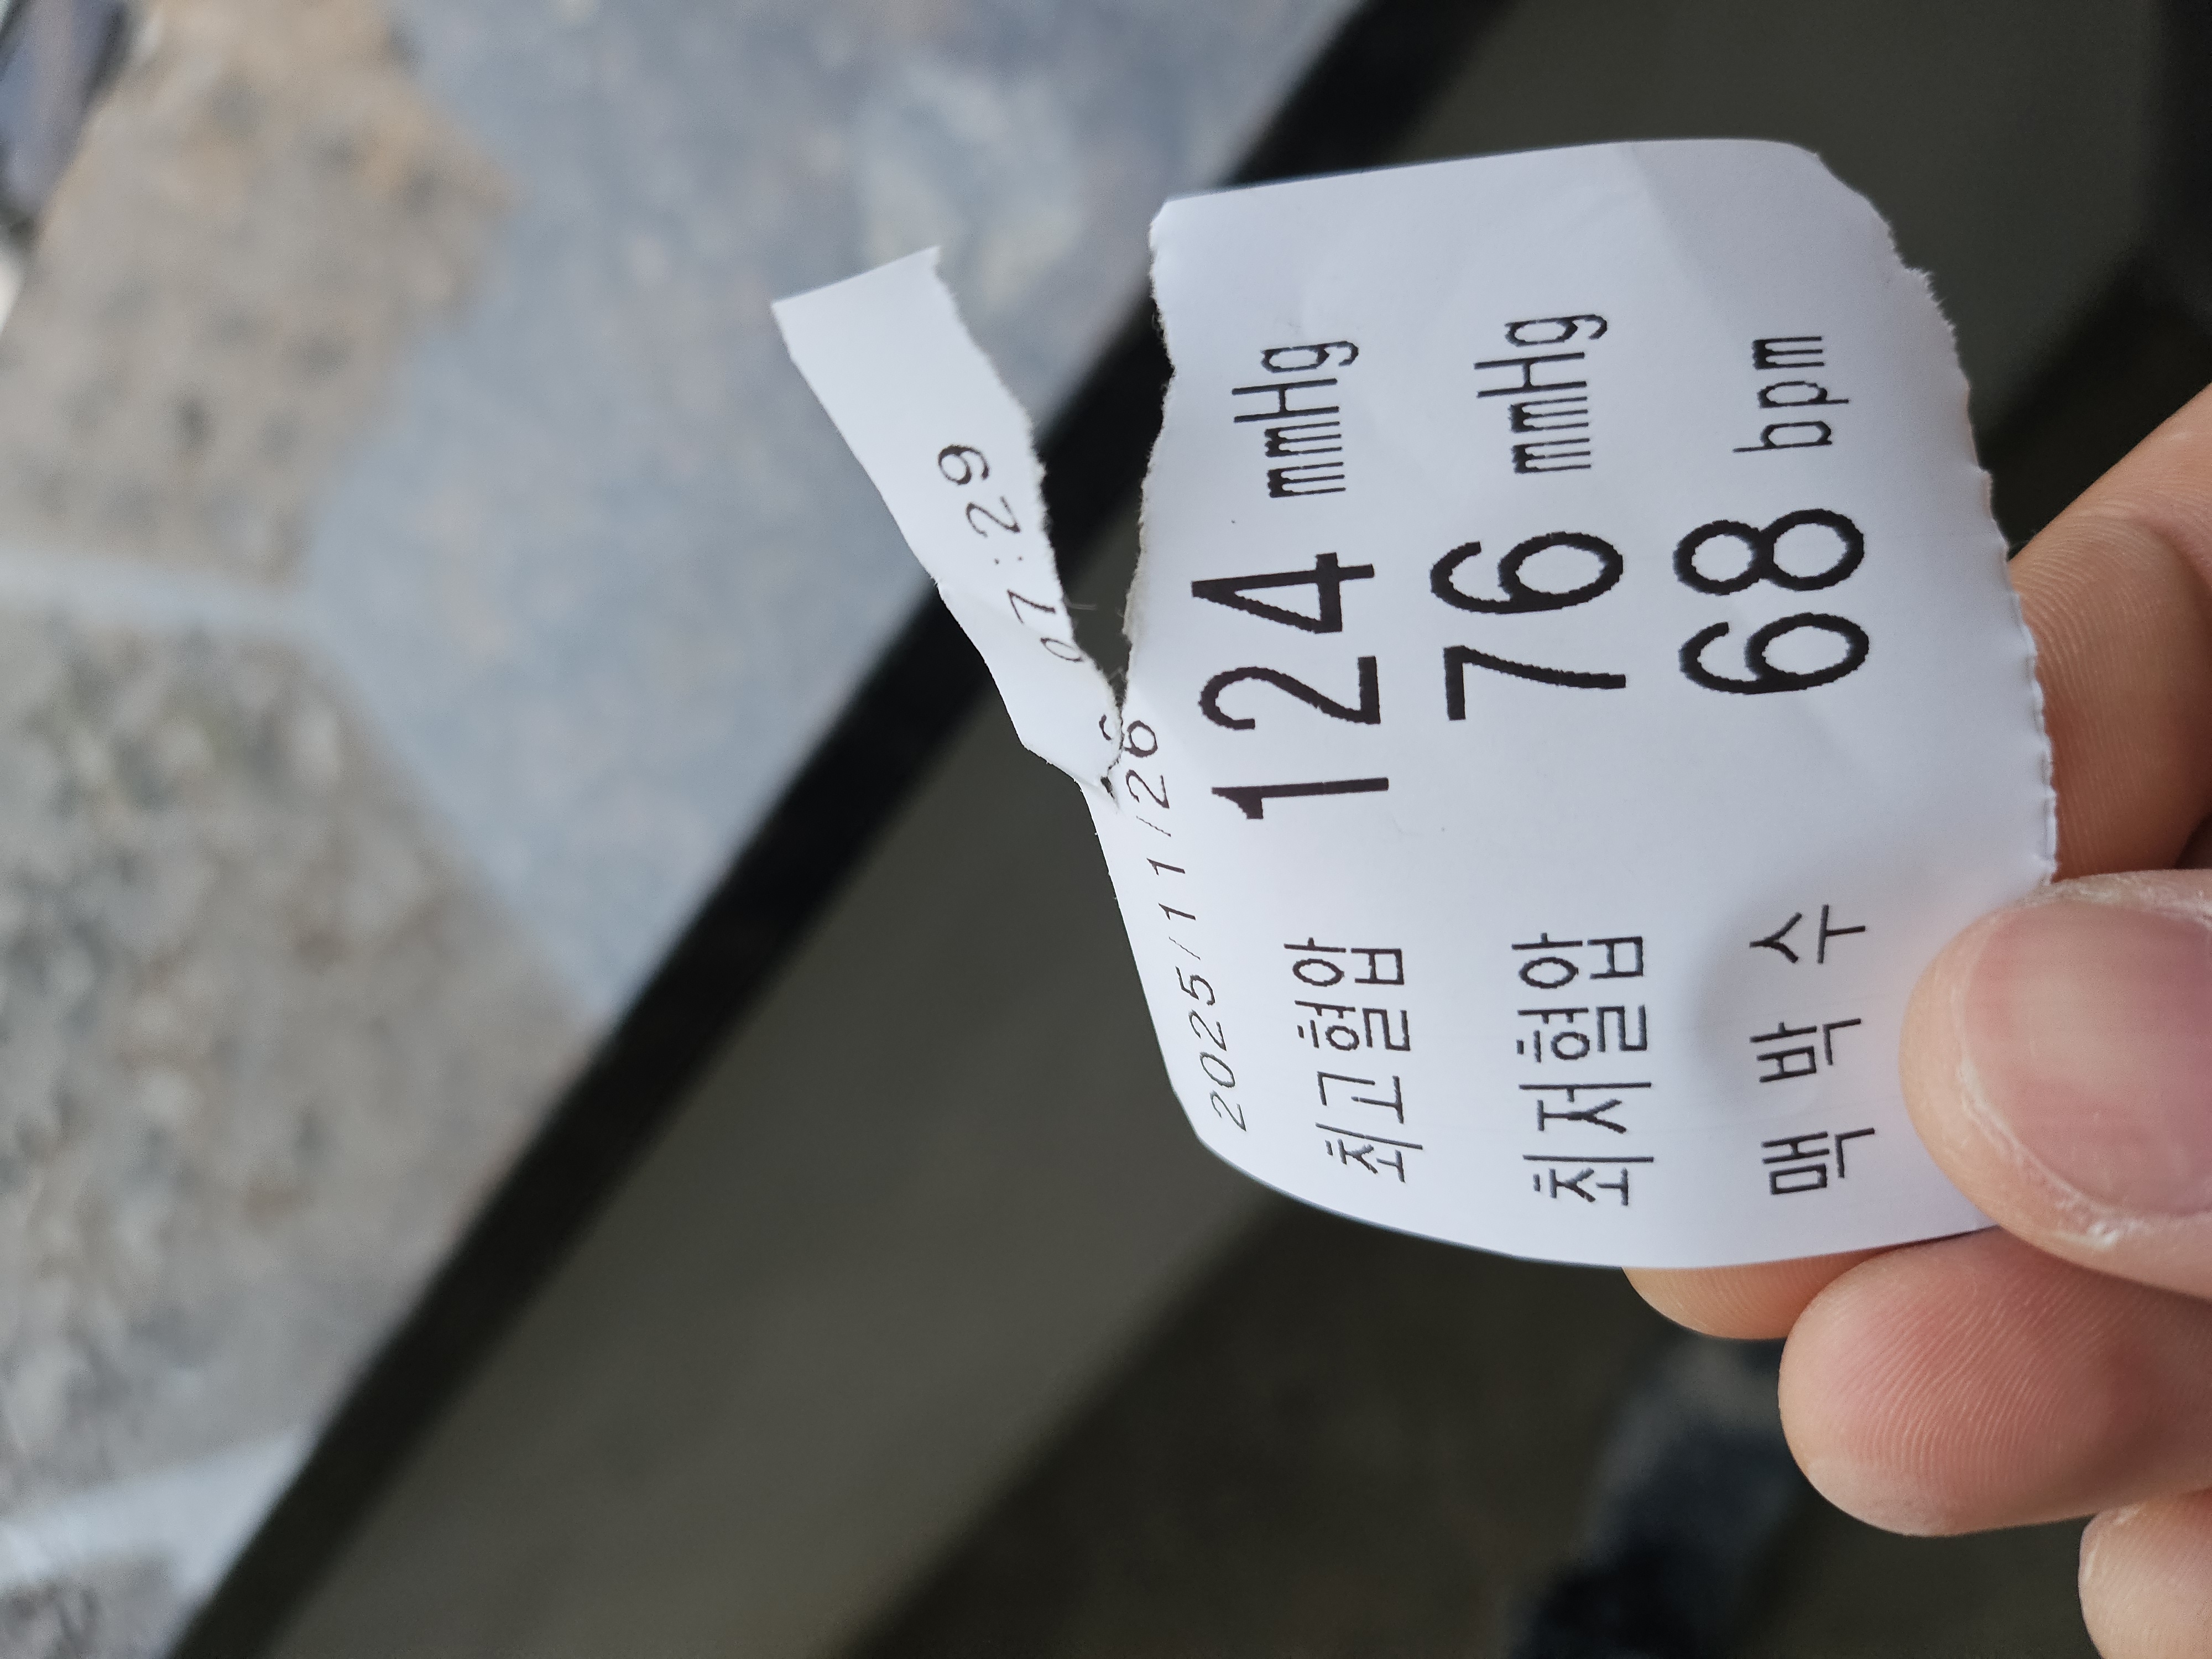 2025/11/26 07:29
최고혈압 124 mmHg
최저혈압 76 mmHg
맥 박 수 68 bpm